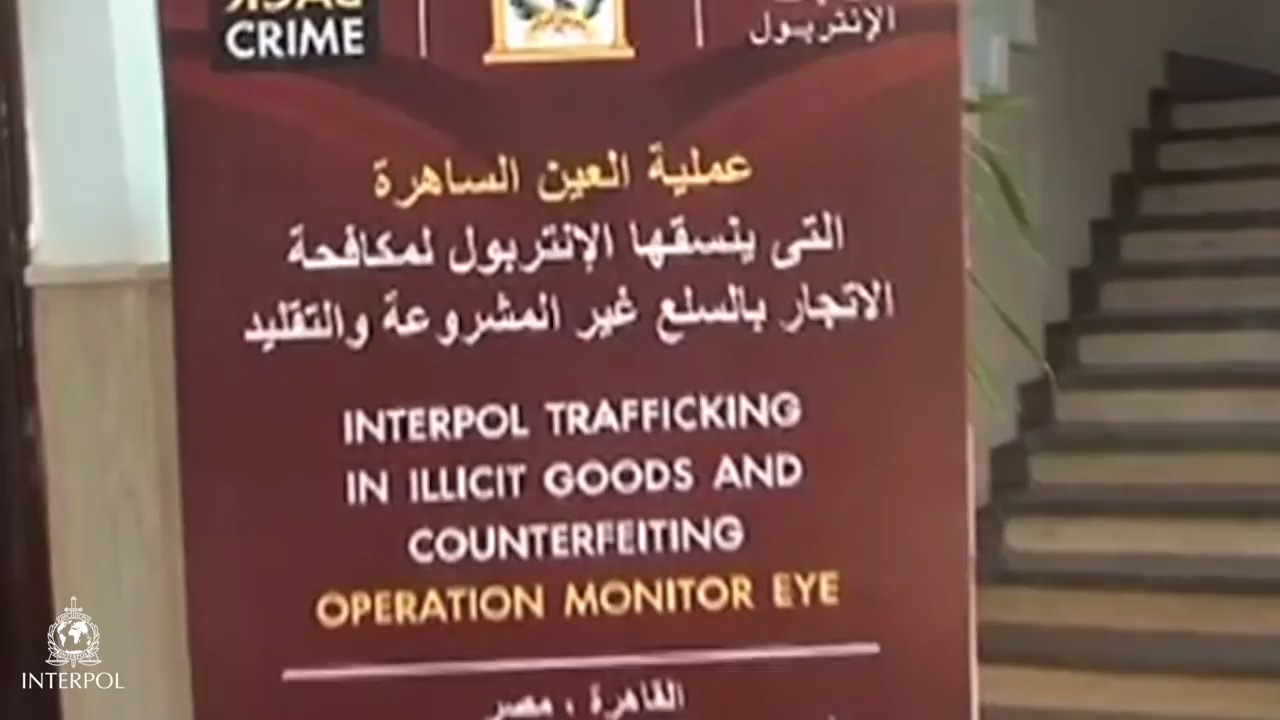 CRIME
الإنتربول
عملية العين الساهرة
التى ينسقها الإنتربول لمكافحة
الاتجار بالسلع غير المشروعة والتقليد
INTERPOL TRAFFICKING
IN ILLICIT GOODS AND
COUNTERFEITING
OPERATION MONITOR EYE
القاهرة ، مصر
INTERPOL